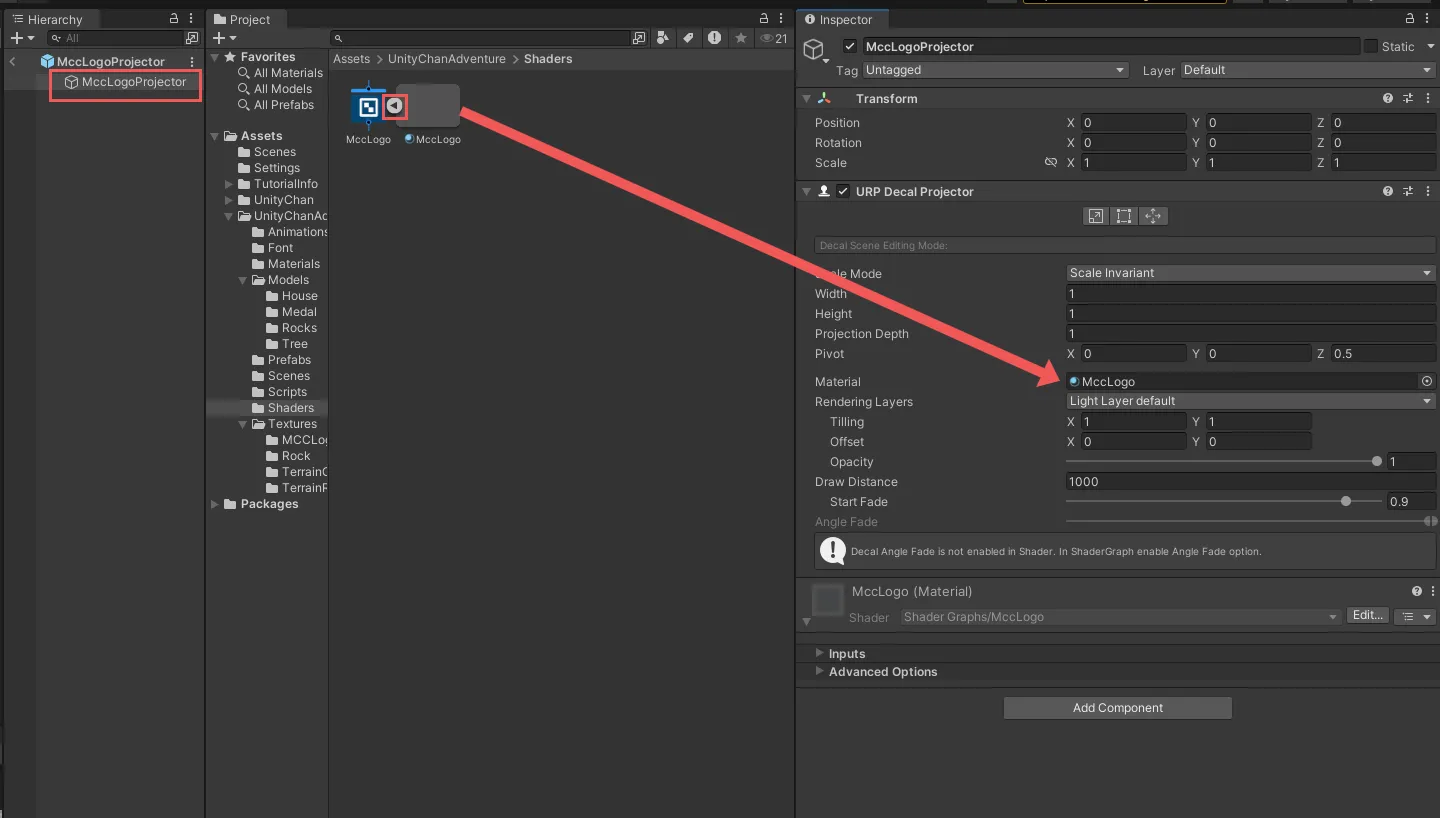 Hierarchy
All
MccLogoProjector
MccLogoProjector
Project
21
Favorites
All Materials
All Models
All Prefabs
Assets
Scenes
Settings
TutorialInfo
UnityChan
UnityChanAd
Animations
Font
Materials
Models
House
Medal
Rocks
Tree
Prefabs
Scenes
Scripts
Shaders
Textures
MCCLog
Rock
TerrainG
TerrainR
Packages
Assets > UnityChanAdventure > Shaders
MccLogo
MccLogo
Inspector
MccLogoProjector Static
Tag Untagged Layer Default
Transform
Position X 0 Y 0 Z 0
Rotation X 0 Y 0 Z 0
Scale X 1 Y 1 Z 1
URP Decal Projector
Decal Scene Editing Mode:
Mode Scale Invariant
Width 1
Height 1
Projection Depth 1
Pivot X 0 Y 0 Z 0.5
Material MccLogo
Rendering Layers Light Layer default
Tilling X 1 Y 1
Offset X 0 Y 0
Opacity 1
Draw Distance 1000
Start Fade 0.9
Angle Fade
Decal Angle Fade is not enabled in Shader. In ShaderGraph enable Angle Fade option.
MccLogo (Material)
Shader Shader Graphs/MccLogo Edit...
Inputs
Advanced Options
Add Component